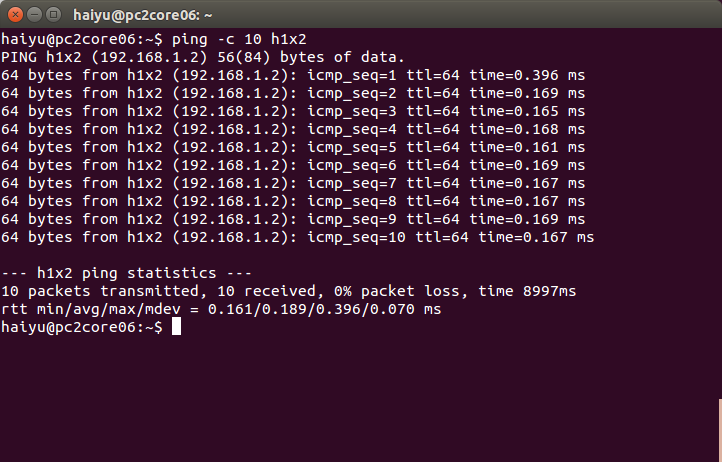 haiyu@pc2core06: ~
haiyu@pc2core06:~$ ping -c 10 h1x2
PING h1x2 (192.168.1.2) 56(84) bytes of data.
64 bytes from h1x2 (192.168.1.2): icmp_seq=1 ttl=64 time=0.396 ms
64 bytes from h1x2 (192.168.1.2): icmp_seq=2 ttl=64 time=0.169 ms
64 bytes from h1x2 (192.168.1.2): icmp_seq=3 ttl=64 time=0.165 ms
64 bytes from h1x2 (192.168.1.2): icmp_seq=4 ttl=64 time=0.168 ms
64 bytes from h1x2 (192.168.1.2): icmp_seq=5 ttl=64 time=0.161 ms
64 bytes from h1x2 (192.168.1.2): icmp_seq=6 ttl=64 time=0.169 ms
64 bytes from h1x2 (192.168.1.2): icmp_seq=7 ttl=64 time=0.167 ms
64 bytes from h1x2 (192.168.1.2): icmp_seq=8 ttl=64 time=0.167 ms
64 bytes from h1x2 (192.168.1.2): icmp_seq=9 ttl=64 time=0.169 ms
64 bytes from h1x2 (192.168.1.2): icmp_seq=10 ttl=64 time=0.167 ms
--- h1x2 ping statistics ---
10 packets transmitted, 10 received, 0% packet loss, time 8997ms
rtt min/avg/max/mdev = 0.161/0.189/0.396/0.070 ms
haiyu@pc2core06:~$